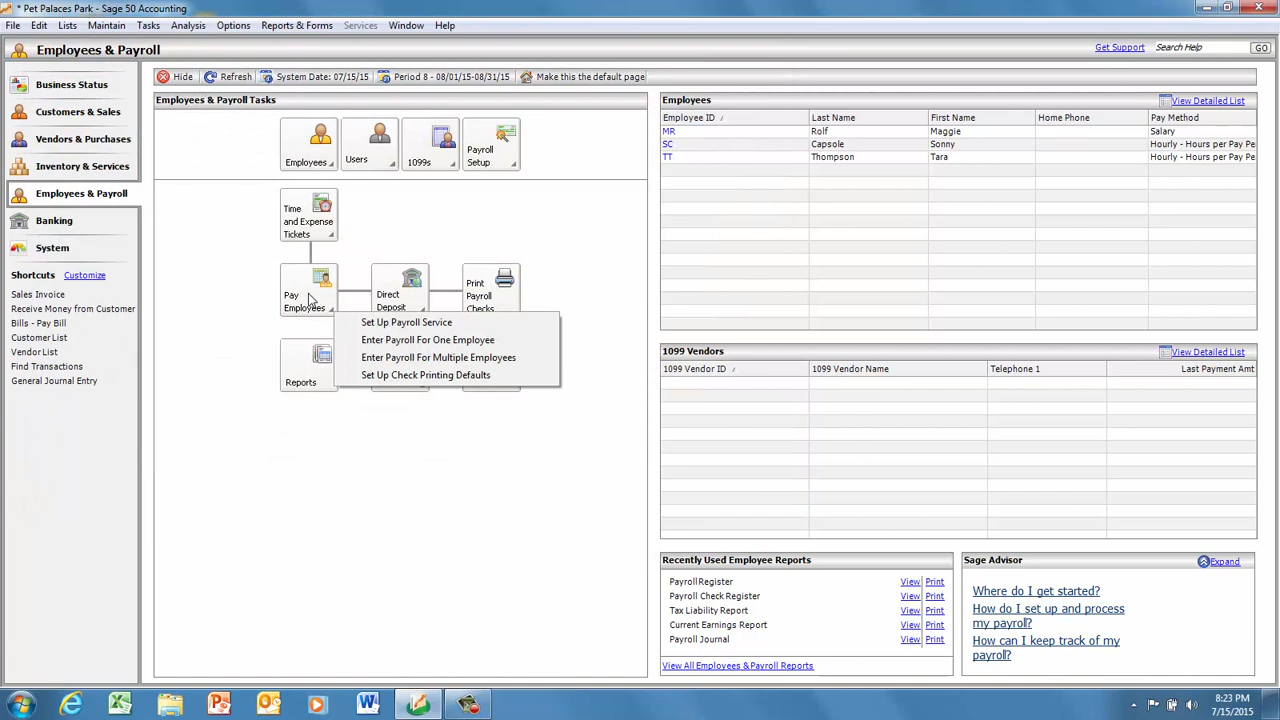 * Pet Palaces Park - Sage 50 Accounting
File Edit Lists Maintain Tasks Analysis Options Reports & Forms Services Window Help
Employees & Payroll
Get Support Search Help GO
Business Status
Customers & Sales
Vendors & Purchases
Inventory & Services
Employees & Payroll
Banking
System
Shortcuts Customize
Sales Invoice
Receive Money from Customer
Bills - Pay Bill
Customer List
Vendor List
Find Transactions
General Journal Entry
Hide Refresh System Date: 07/15/15 Period 8 - 08/01/15-08/31/15 Make this the default page
Employees & Payroll Tasks
Employees
Users
1099s
Payroll
Setup
Time
and Expense
Tickets
Pay
Employees
Direct
Deposit
Print
Payroll
Checks
Reports
Set Up Payroll Service
Enter Payroll For One Employee
Enter Payroll For Multiple Employees
Set Up Check Printing Defaults
Employees View Detailed List
Employee ID Last Name First Name Home Phone Pay Method
MR Rolf Maggie Salary
SC Capsole Sonny Hourly - Hours per Pay Pe
TT Thompson Tara Hourly - Hours per Pay Pe
1099 Vendors View Detailed List
1099 Vendor ID 1099 Vendor Name Telephone 1 Last Payment Amt
Recently Used Employee Reports
Payroll Register View Print
Payroll Check Register View Print
Tax Liability Report View Print
Current Earnings Report View Print
Payroll Journal View Print
View All Employees & Payroll Reports
Sage Advisor Expand
Where do I get started?
How do I set up and process
my payroll?
How can I keep track of my
payroll?
8:23 PM
7/15/2015